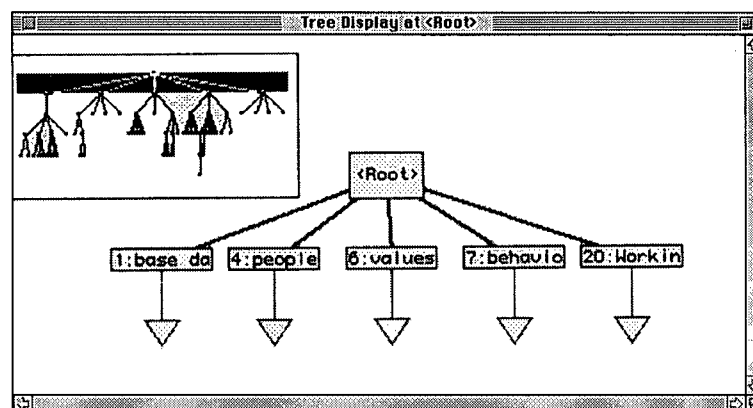 Tree Display at <Root>
<Root>
1:base da
4:people
6:values
7:behavio
20:Workin